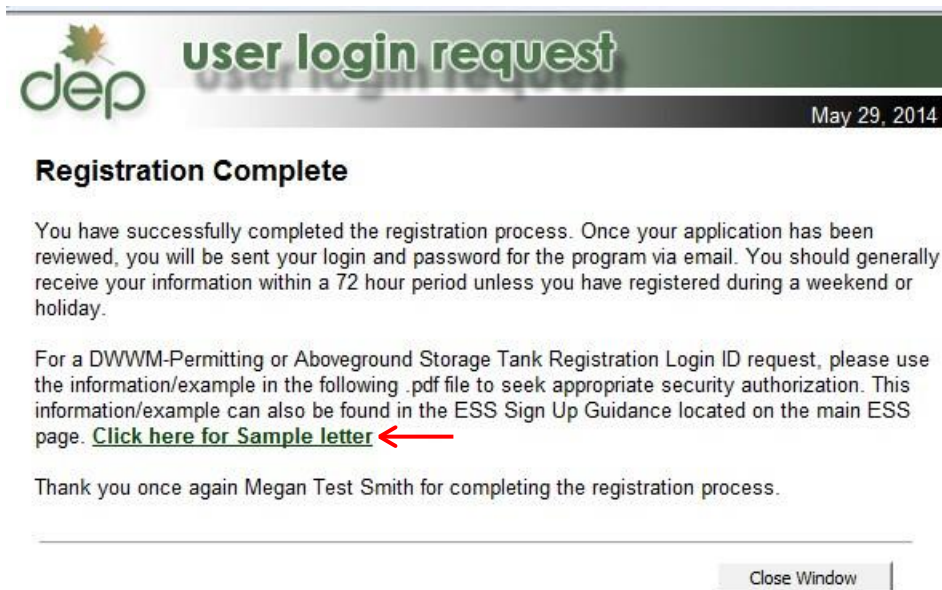 dep
user login request
May 29, 2014
Registration Complete
You have successfully completed the registration process. Once your application has been
reviewed, you will be sent your login and password for the program via email. You should generally
receive your information within a 72 hour period unless you have registered during a weekend or
holiday.
For a DWWM-Permitting or Aboveground Storage Tank Registration Login ID request, please use
the information/example in the following .pdf file to seek appropriate security authorization. This
information/example can also be found in the ESS Sign Up Guidance located on the main ESS
page. Click here for Sample letter
Thank you once again Megan Test Smith for completing the registration process.
Close Window